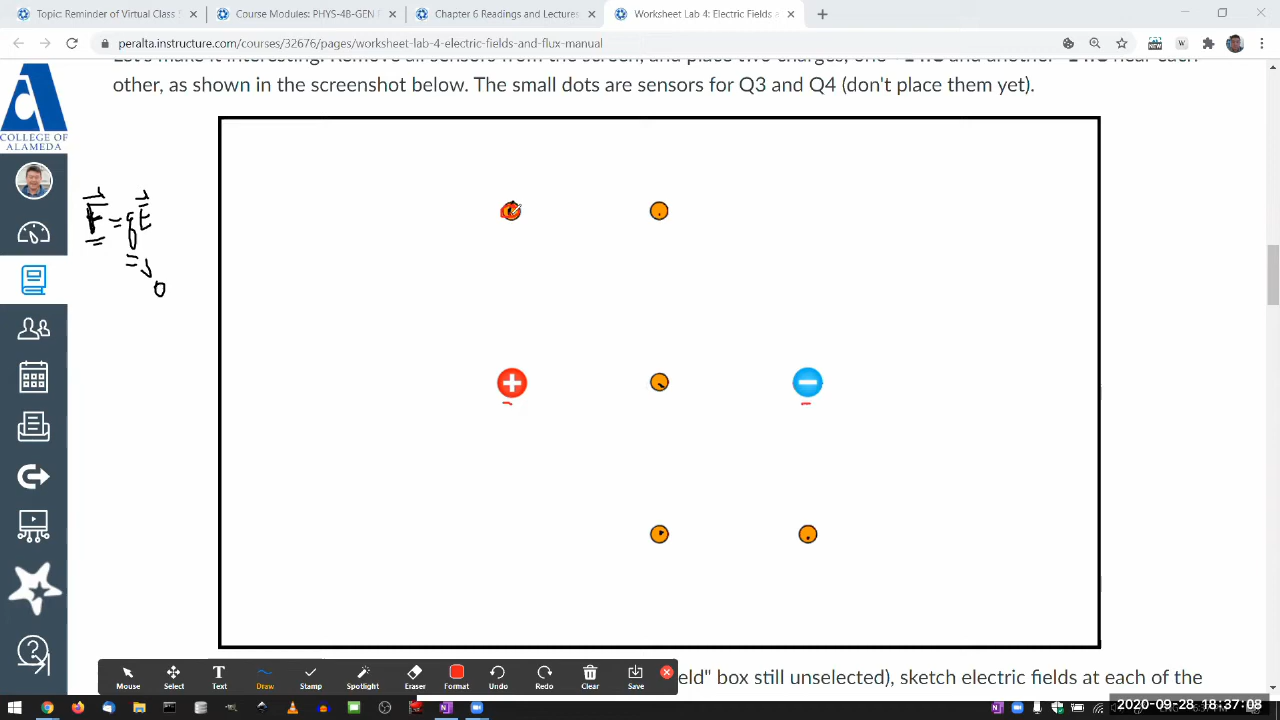 Topic: Reminder of Virtual Class
Course Modules: PHYS-4B-GEN
Chapter 6 Readings and Lectures
Worksheet Lab 4: Electric Fields a
peralta.instructure.com/courses/32676/pages/worksheet-lab-4-electric-fields-and-flux-manual
NEW
W
other, as shown in the screenshot below. The small dots are sensors for Q3 and Q4 (don't place them yet).
COLLEGE OF
ALAMEDA
F = qE
+
−
Mouse
Select
Text
Draw
Stamp
Spotlight
Eraser
Format
Undo
Redo
Clear
Save
eld" box still unselected), sketch electric fields at each of the
2020-09-28 18:37:08